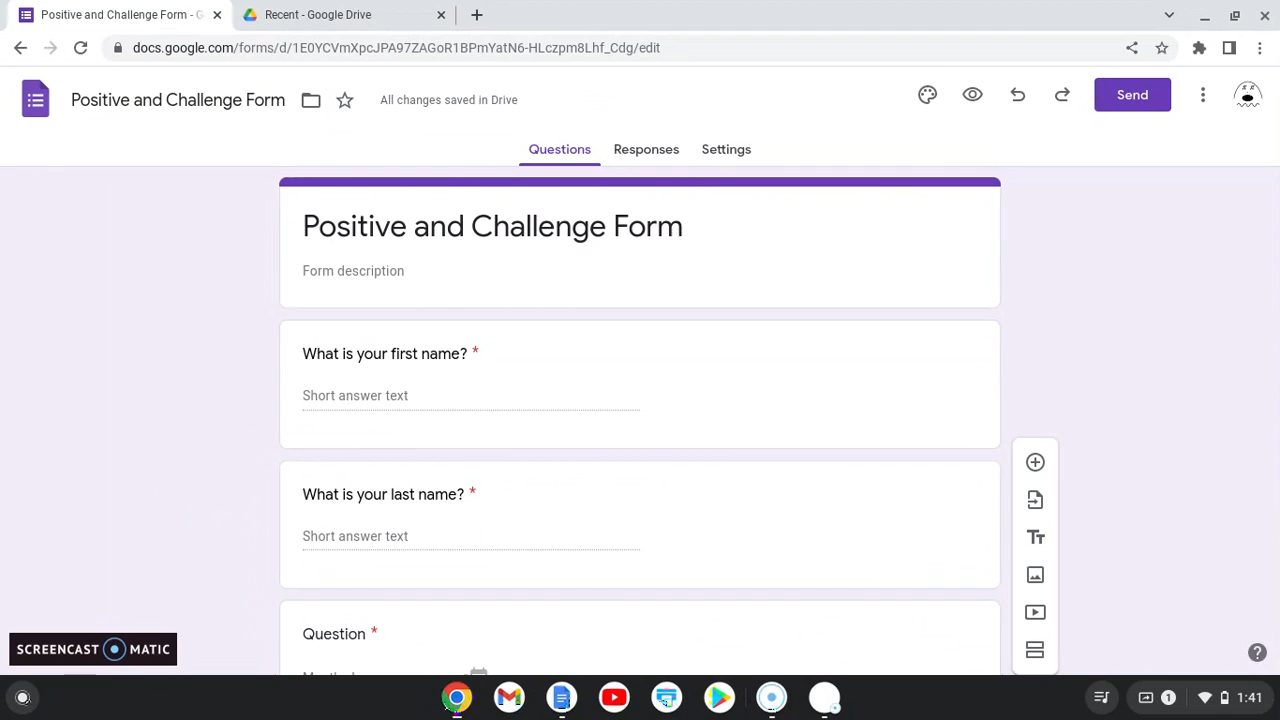 Positive and Challenge Form - G
Recent - Google Drive
docs.google.com/forms/d/1E0YCVmXpcJPA97ZAGoR1BPmYatN6-HLczpm8Lhf_Cdg/edit
Positive and Challenge Form
All changes saved in Drive
Send
Questions
Responses
Settings
Positive and Challenge Form
Form description
What is your first name? *
Short answer text
What is your last name? *
Short answer text
Question *
SCREENCAST MATIC
1
1:41